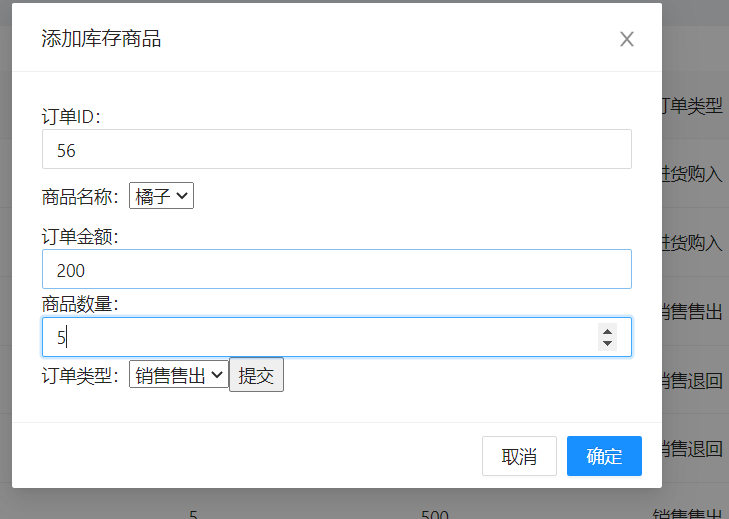 添加库存商品
订单ID：
56
商品名称：橘子
订单金额：
200
商品数量：
5
订单类型：销售售出 提交
取消 确定
订单类型
进货购入
进货购入
销售售出
销售退回
销售退回
5 500 销售售出